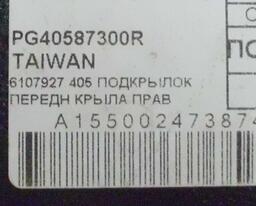 PG40587300R
TAIWAN
6107927 405 ПОДКРЫЛОК
ПЕРЕДН КРЫЛА ПРАВ
A155002473874